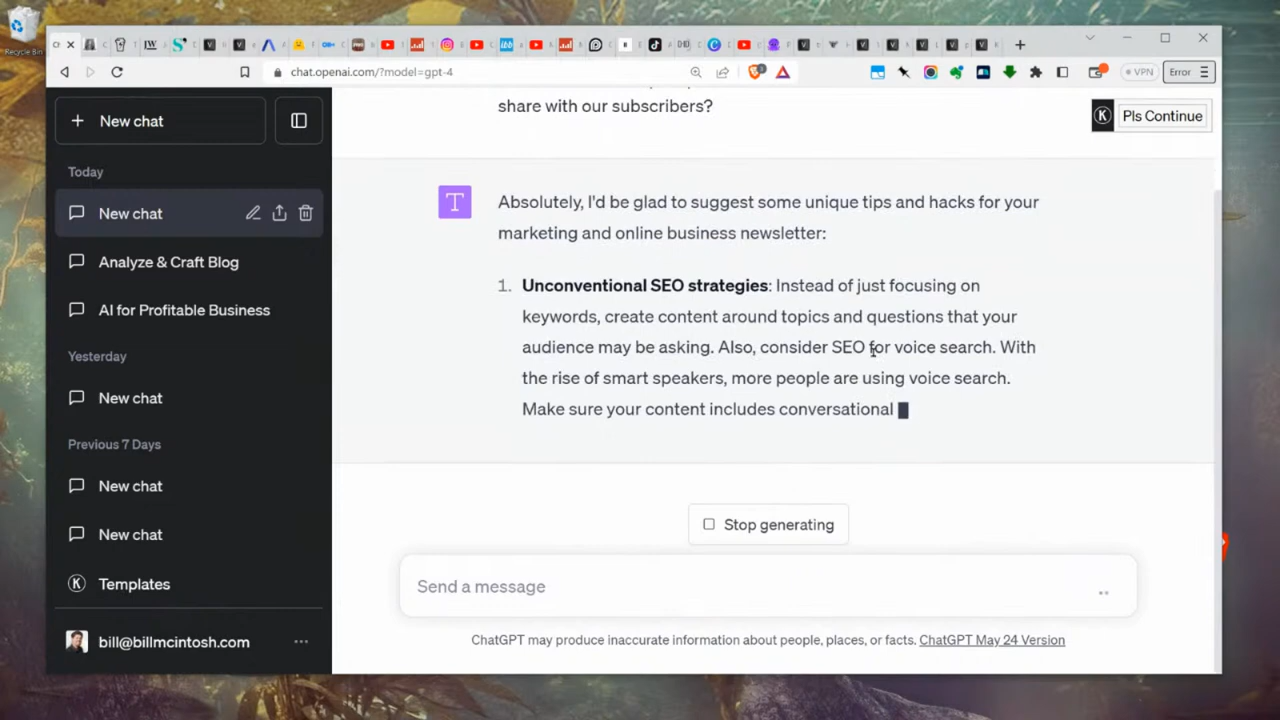 Recycle Bin
chat.openai.com/?model=gpt-4
VPN
Error
New chat
share with our subscribers?
Pls Continue
Today
New chat
Absolutely, I'd be glad to suggest some unique tips and hacks for your
marketing and online business newsletter:
Analyze & Craft Blog
1. Unconventional SEO strategies: Instead of just focusing on
keywords, create content around topics and questions that your
audience may be asking. Also, consider SEO for voice search. With
the rise of smart speakers, more people are using voice search.
Make sure your content includes conversational
AI for Profitable Business
Yesterday
New chat
Previous 7 Days
New chat
New chat
Stop generating
Templates
Send a message
bill@billmcintosh.com
ChatGPT may produce inaccurate information about people, places, or facts. ChatGPT May 24 Version